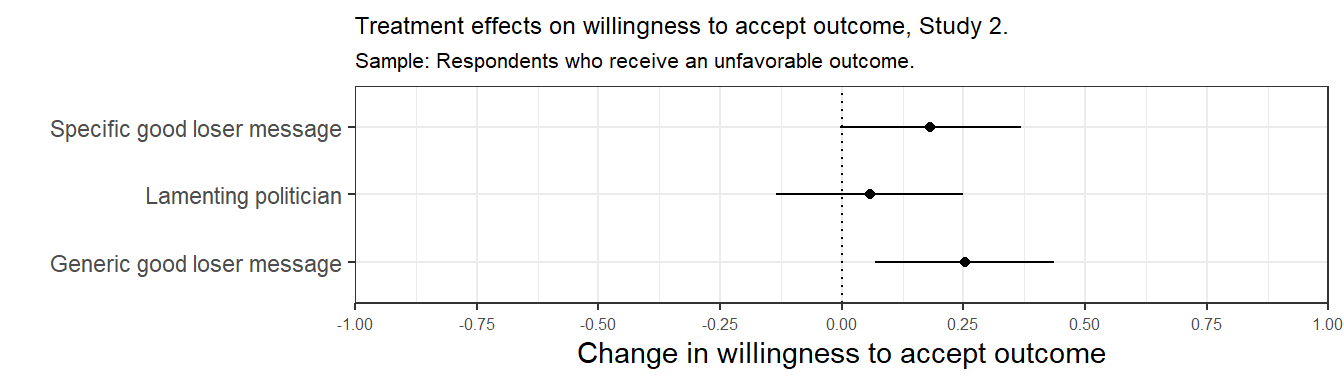 Treatment effects on willingness to accept outcome, Study 2.
Sample: Respondents who receive an unfavorable outcome.
Specific good loser message
Lamenting politician
Generic good loser message
-1.00 -0.75 -0.50 -0.25 0.00 0.25 0.50 0.75 1.00
Change in willingness to accept outcome